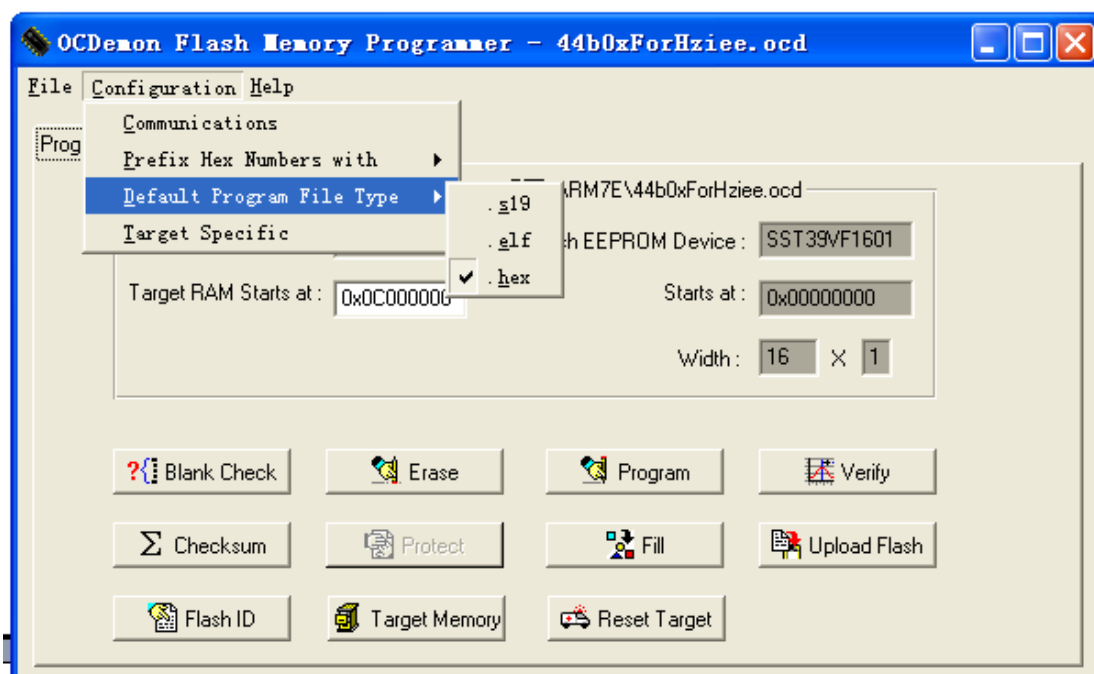 OCDemon Flash Memory Programmer - 44b0xForHziee.ocd
File Configuration Help
Communications
Prog
Prefix Hex Numbers with
Default Program File Type
Target Specific
.s19
.elf
.hex
ARM7E\44b0xForHziee.ocd
EEPROM Device : SST39VF1601
Target RAM Starts at : 0x0C000000
Starts at : 0x00000000
Width : 16 X 1
?{ Blank Check
Erase
Program
Verify
Σ Checksum
Protect
Fill
Upload Flash
Flash ID
Target Memory
Reset Target